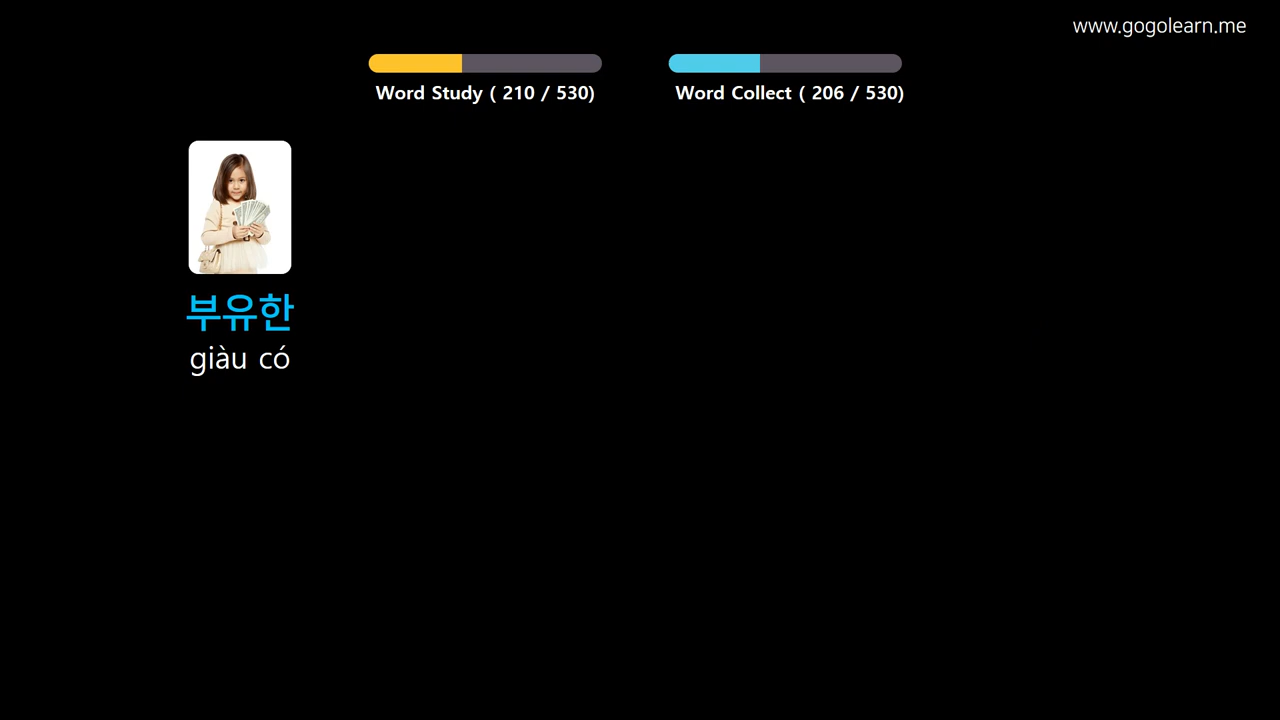 www.gogolearn.me
Word Study ( 210 / 530)
Word Collect ( 206 / 530)
부유한
giàu có